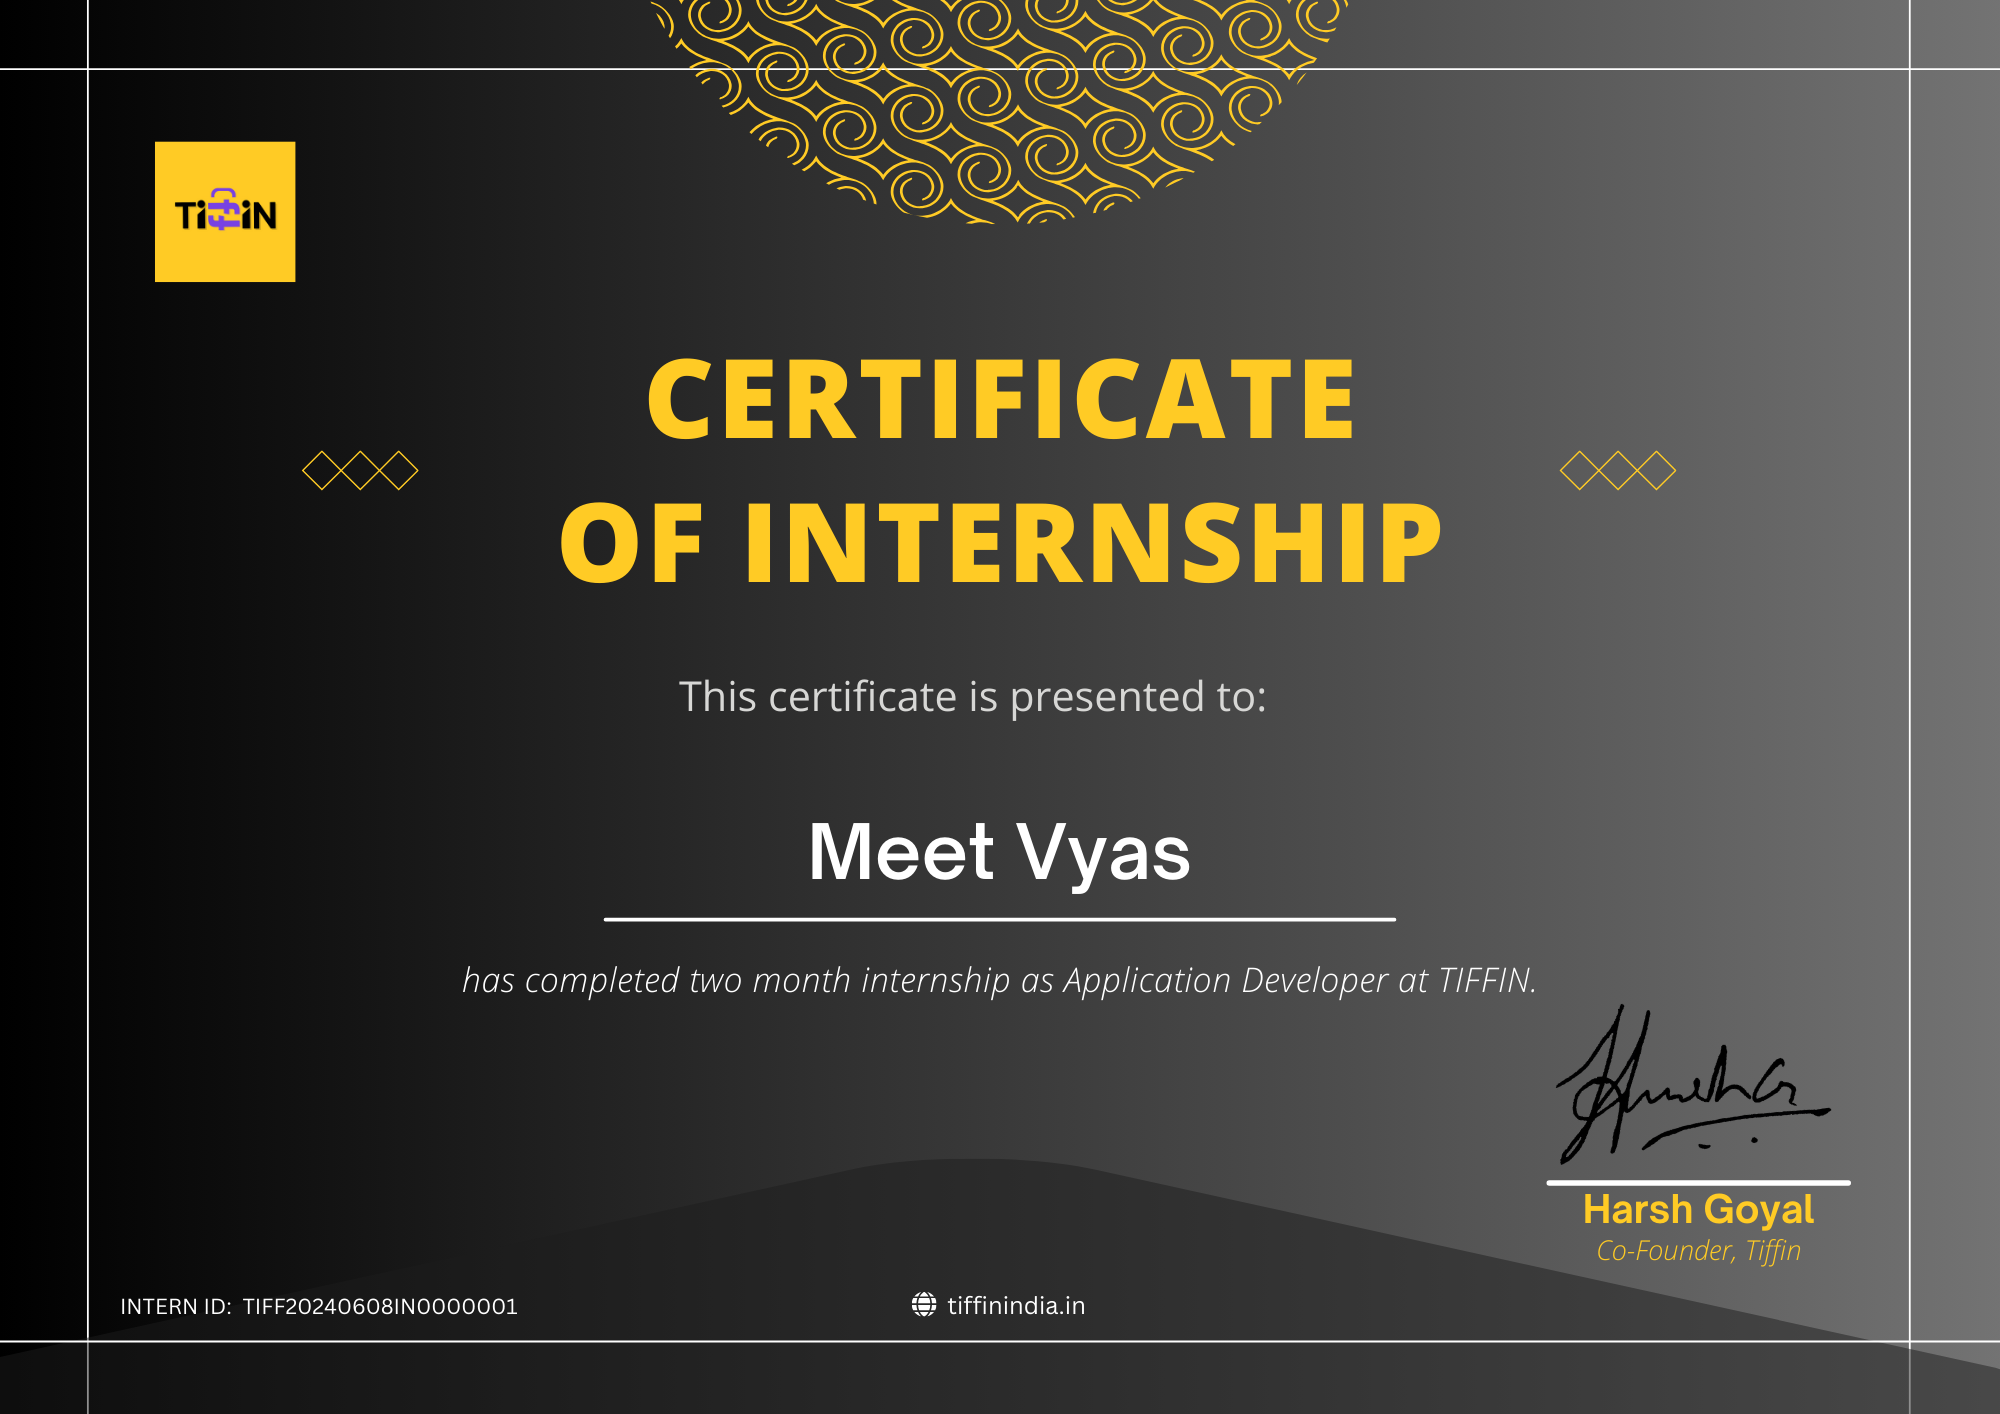 TiffiN
CERTIFICATE
OF INTERNSHIP
This certificate is presented to:
Meet Vyas
has completed two month internship as Application Developer at TIFFIN.
Harsh Goyal
Co-Founder, Tiffin
INTERN ID: TIFF20240608IN0000001
tiffinindia.in